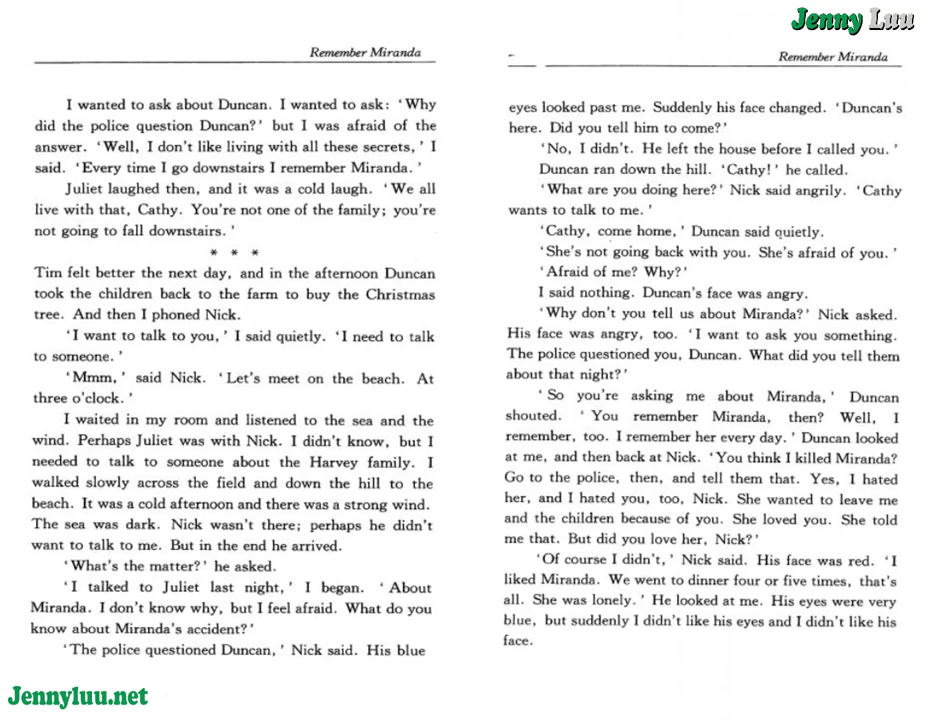 Jenny Luu
Remember Miranda
I wanted to ask about Duncan. I wanted to ask: 'Why
did the police question Duncan?' but I was afraid of the
answer. 'Well, I don't like living with all these secrets,' I
said. 'Every time I go downstairs I remember Miranda.'
Juliet laughed then, and it was a cold laugh. 'We all
live with that, Cathy. You're not one of the family; you're
not going to fall downstairs.'
* * *
Tim felt better the next day, and in the afternoon Duncan
took the children back to the farm to buy the Christmas
tree. And then I phoned Nick.
'I want to talk to you,' I said quietly. 'I need to talk
to someone.'
'Mmm,' said Nick. 'Let's meet on the beach. At
three o'clock.'
I waited in my room and listened to the sea and the
wind. Perhaps Juliet was with Nick. I didn't know, but I
needed to talk to someone about the Harvey family. I
walked slowly across the field and down the hill to the
beach. It was a cold afternoon and there was a strong wind.
The sea was dark. Nick wasn't there; perhaps he didn't
want to talk to me. But in the end he arrived.
'What's the matter?' he asked.
'I talked to Juliet last night,' I began. 'About
Miranda. I don't know why, but I feel afraid. What do you
know about Miranda's accident?'
'The police questioned Duncan,' Nick said. His blue
Remember Miranda
eyes looked past me. Suddenly his face changed. 'Duncan's
here. Did you tell him to come?'
'No, I didn't. He left the house before I called you.'
Duncan ran down the hill. 'Cathy!' he called.
'What are you doing here?' Nick said angrily. 'Cathy
wants to talk to me.'
'Cathy, come home,' Duncan said quietly.
'She's not going back with you. She's afraid of you.'
'Afraid of me? Why?'
I said nothing. Duncan's face was angry.
'Why don't you tell us about Miranda?' Nick asked.
His face was angry, too. 'I want to ask you something.
The police questioned you, Duncan. What did you tell them
about that night?'
'So you're asking me about Miranda,' Duncan
shouted. 'You remember Miranda, then? Well, I
remember, too. I remember her every day.' Duncan looked
at me, and then back at Nick. 'You think I killed Miranda?
Go to the police, then, and tell them that. Yes, I hated
her, and I hated you, too, Nick. She wanted to leave me
and the children because of you. She loved you. She told
me that. But did you love her, Nick?'
'Of course I didn't,' Nick said. His face was red. 'I
liked Miranda. We went to dinner four or five times, that's
all. She was lonely.' He looked at me. His eyes were very
blue, but suddenly I didn't like his eyes and I didn't like his
face.
Jennyluu.net